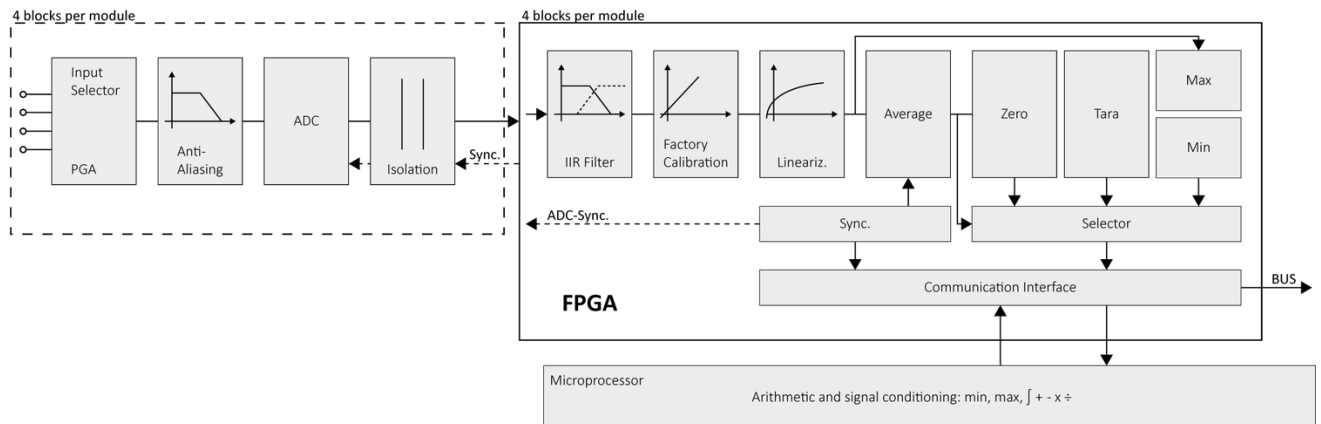 4 blocks per module
4 blocks per module
Input
Selector
PGA
Anti-
Aliasing
ADC
Isolation
Sync.
IIR Filter
Factory
Calibration
Lineariz.
Average
Zero
Tara
Max
Min
ADC-Sync.
Sync.
Selector
Communication Interface
BUS
FPGA
Microprocessor
Arithmetic and signal conditioning: min, max, ∫ + - x ÷